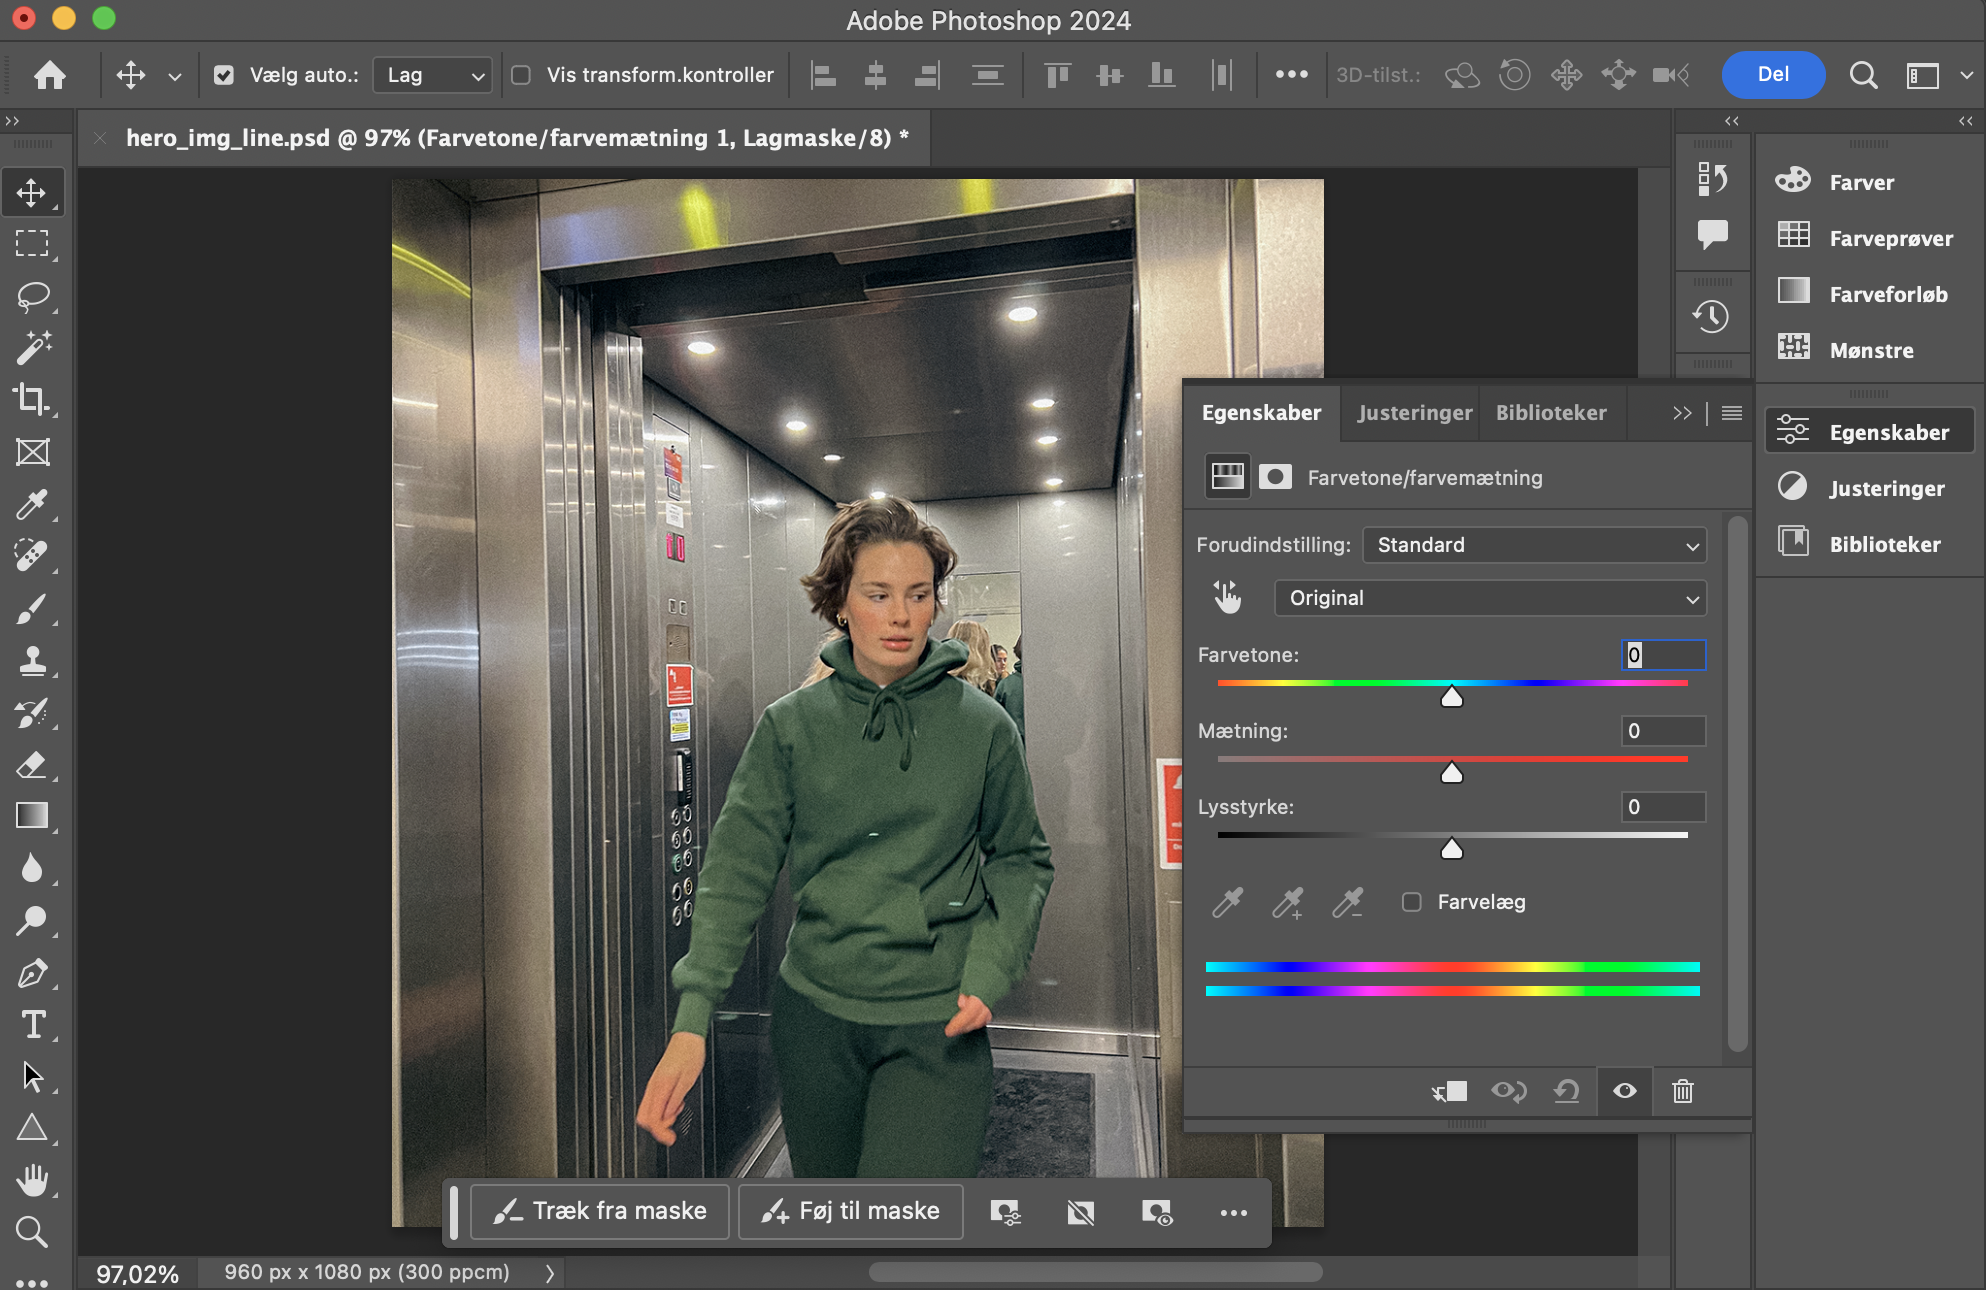 Adobe Photoshop 2024
Vælg auto.: Lag Vis transform.kontroller 3D-tilst.: Del
hero_img_line.psd @ 97% (Farvetone/farvemætning 1, Lagmaske/8) *
Farver
Farveprøver
Farveforløb
Mønstre
Egenskaber
Justeringer
Biblioteker
Egenskaber Justeringer Biblioteker
Farvetone/farvemætning
Forudindstilling: Standard
Original
Farvetone: 0
Mætning: 0
Lysstyrke: 0
Farvelæg
Træk fra maske Føj til maske
97,02% 960 px x 1080 px (300 ppcm)